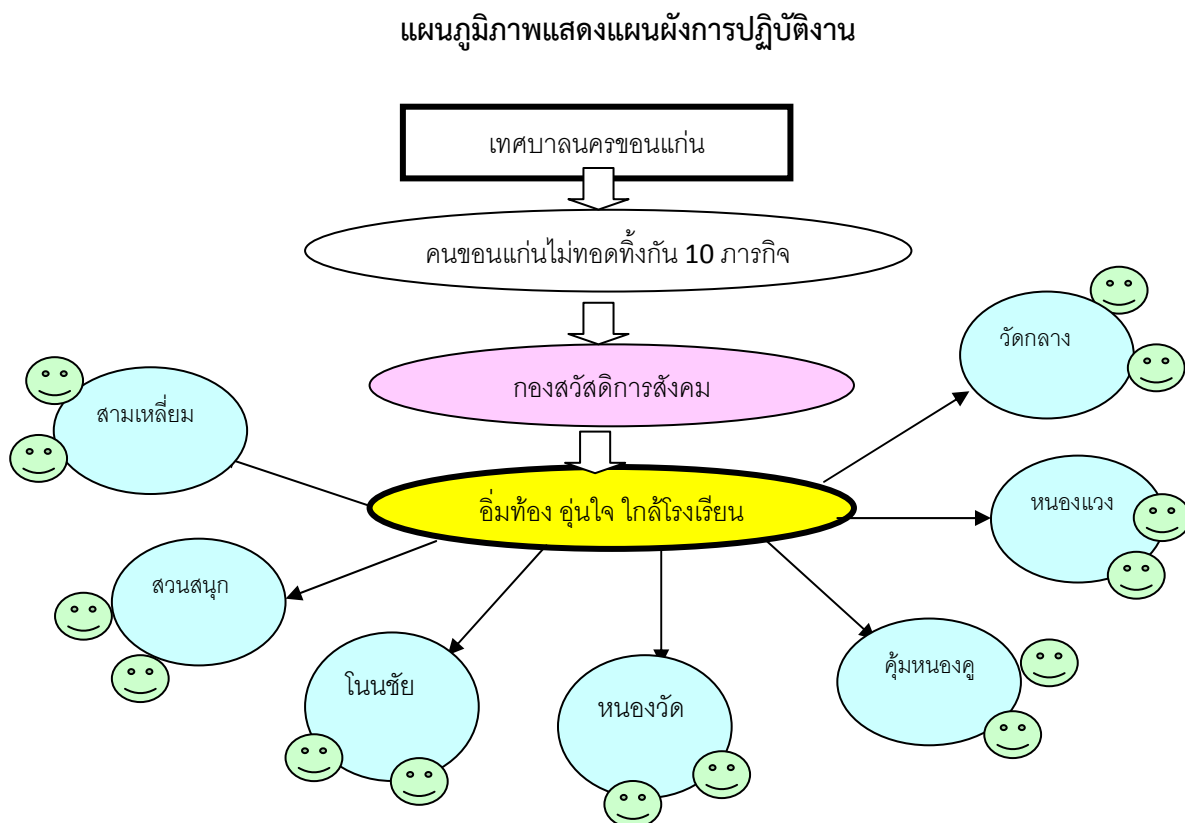 แผนภูมิภาพแสดงแผนผังการปฏิบัติงาน
เทศบาลนครขอนแก่น
คนขอนแก่นไม่ทอดทิ้งกัน 10 ภารกิจ
กองสวัสดิการสังคม
อิ่มท้อง อุ่นใจ ใกล้โรงเรียน
วัดกลาง
สามเหลี่ยม
หนองแวง
สวนสนุก
คุ้มหนองคู
โนนชัย
หนองวัด